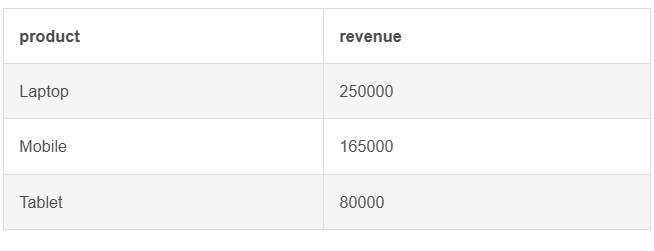 product revenue
Laptop 250000
Mobile 165000
Tablet 80000